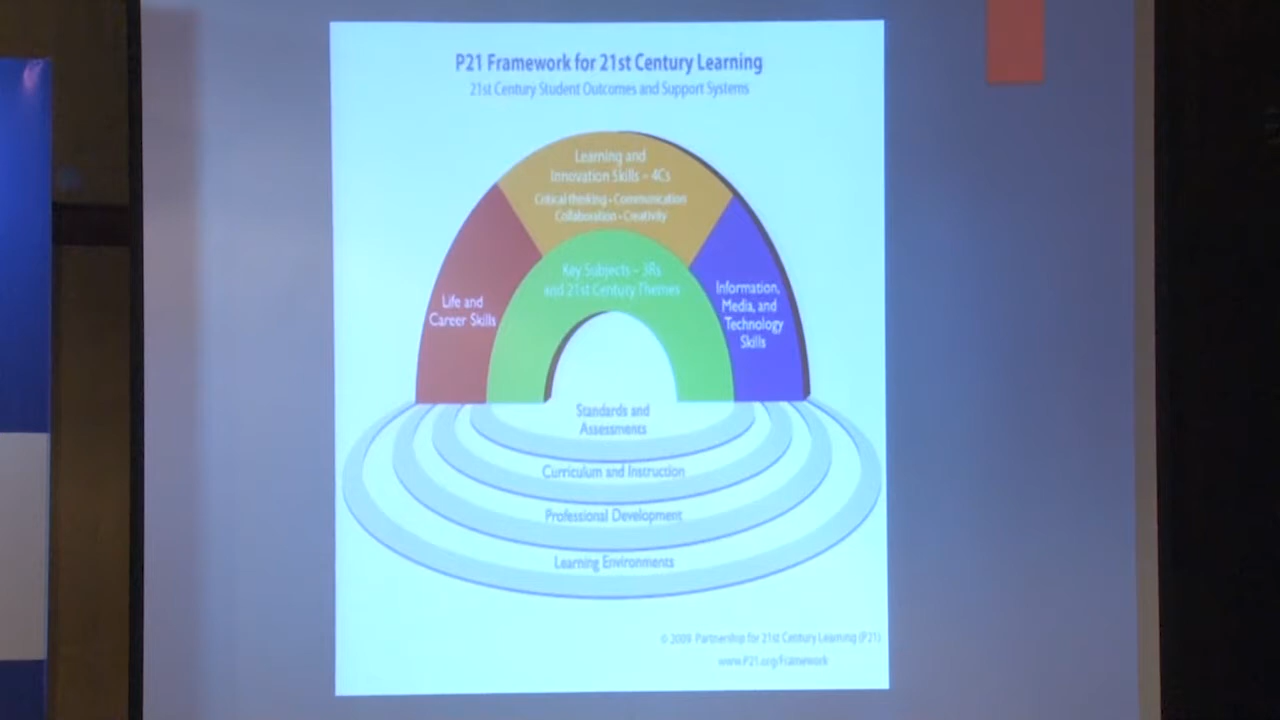 P21 Framework for 21st Century Learning
21st Century Student Outcomes and Support Systems
Learning and
Innovation Skills – 4Cs
Critical thinking • Communication
Collaboration • Creativity
Key Subjects – 3Rs
and 21st Century Themes
Life and
Career Skills
Information,
Media, and
Technology
Skills
Standards and
Assessments
Curriculum and Instruction
Professional Development
Learning Environments
© 2009 Partnership for 21st Century Learning (P21)
www.P21.org/Framework